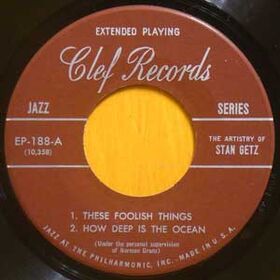 EXTENDED PLAYING
Clef Records
JAZZ SERIES
EP-188-A
(10,358)
THE ARTISTRY OF
STAN GETZ
1. THESE FOOLISH THINGS
2. HOW DEEP IS THE OCEAN
(Under the personal supervision
of Norman Granz)
JAZZ AT THE PHILHARMONIC, INC. MADE IN U.S.A.